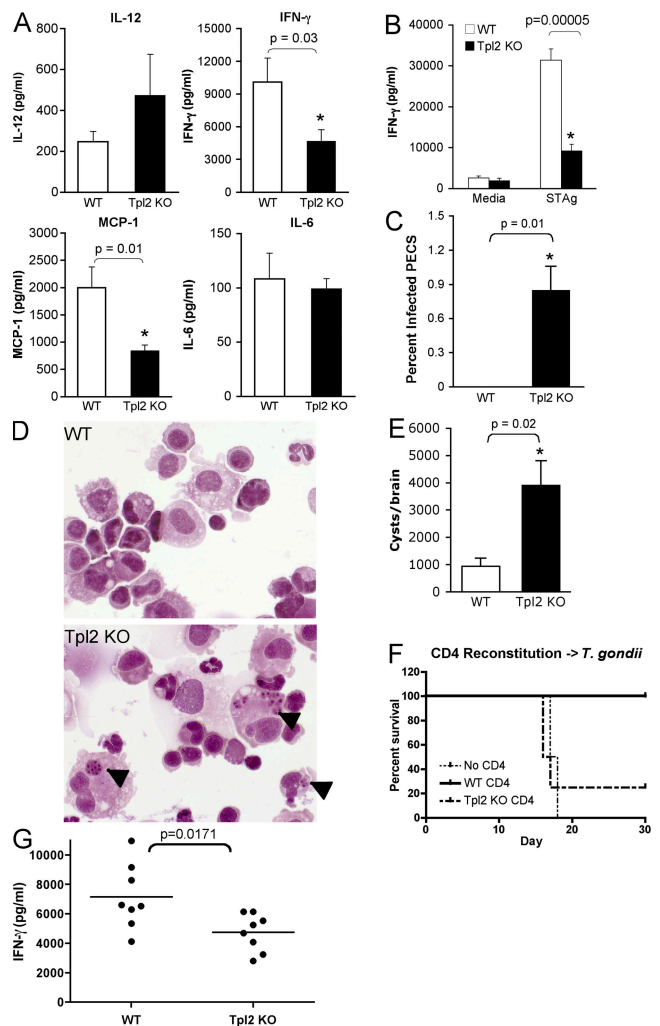 A
IL-12
IL-12 (pg/ml)
800
600
400
200
0
WT Tpl2 KO
IFN-γ
p = 0.03
IFN-γ (pg/ml)
15000
12000
9000
6000
3000
0
*
WT Tpl2 KO
MCP-1
p = 0.01
MCP-1 (pg/ml)
2500
2000
1500
1000
500
0
*
WT Tpl2 KO
IL-6
IL-6 (pg/ml)
150
100
50
0
WT Tpl2 KO
B
WT
Tpl2 KO
p=0.00005
IFN-γ (pg/ml)
40000
30000
20000
10000
0
*
Media STAg
C
p = 0.01
Percent Infected PECS
1.5
1.2
0.9
0.6
0.3
0
*
WT Tpl2 KO
D
WT
Tpl2 KO
E
p = 0.02
Cysts/brain
6000
5000
4000
3000
2000
1000
0
*
WT Tpl2 KO
F
CD4 Reconstitution -> T. gondii
Percent survival
120
100
80
60
40
20
0
No CD4
WT CD4
Tpl2 KO CD4
0 10 20 30
Day
G
p=0.0171
IFN-γ (pg/ml)
10000
8000
6000
4000
2000
0
WT Tpl2 KO